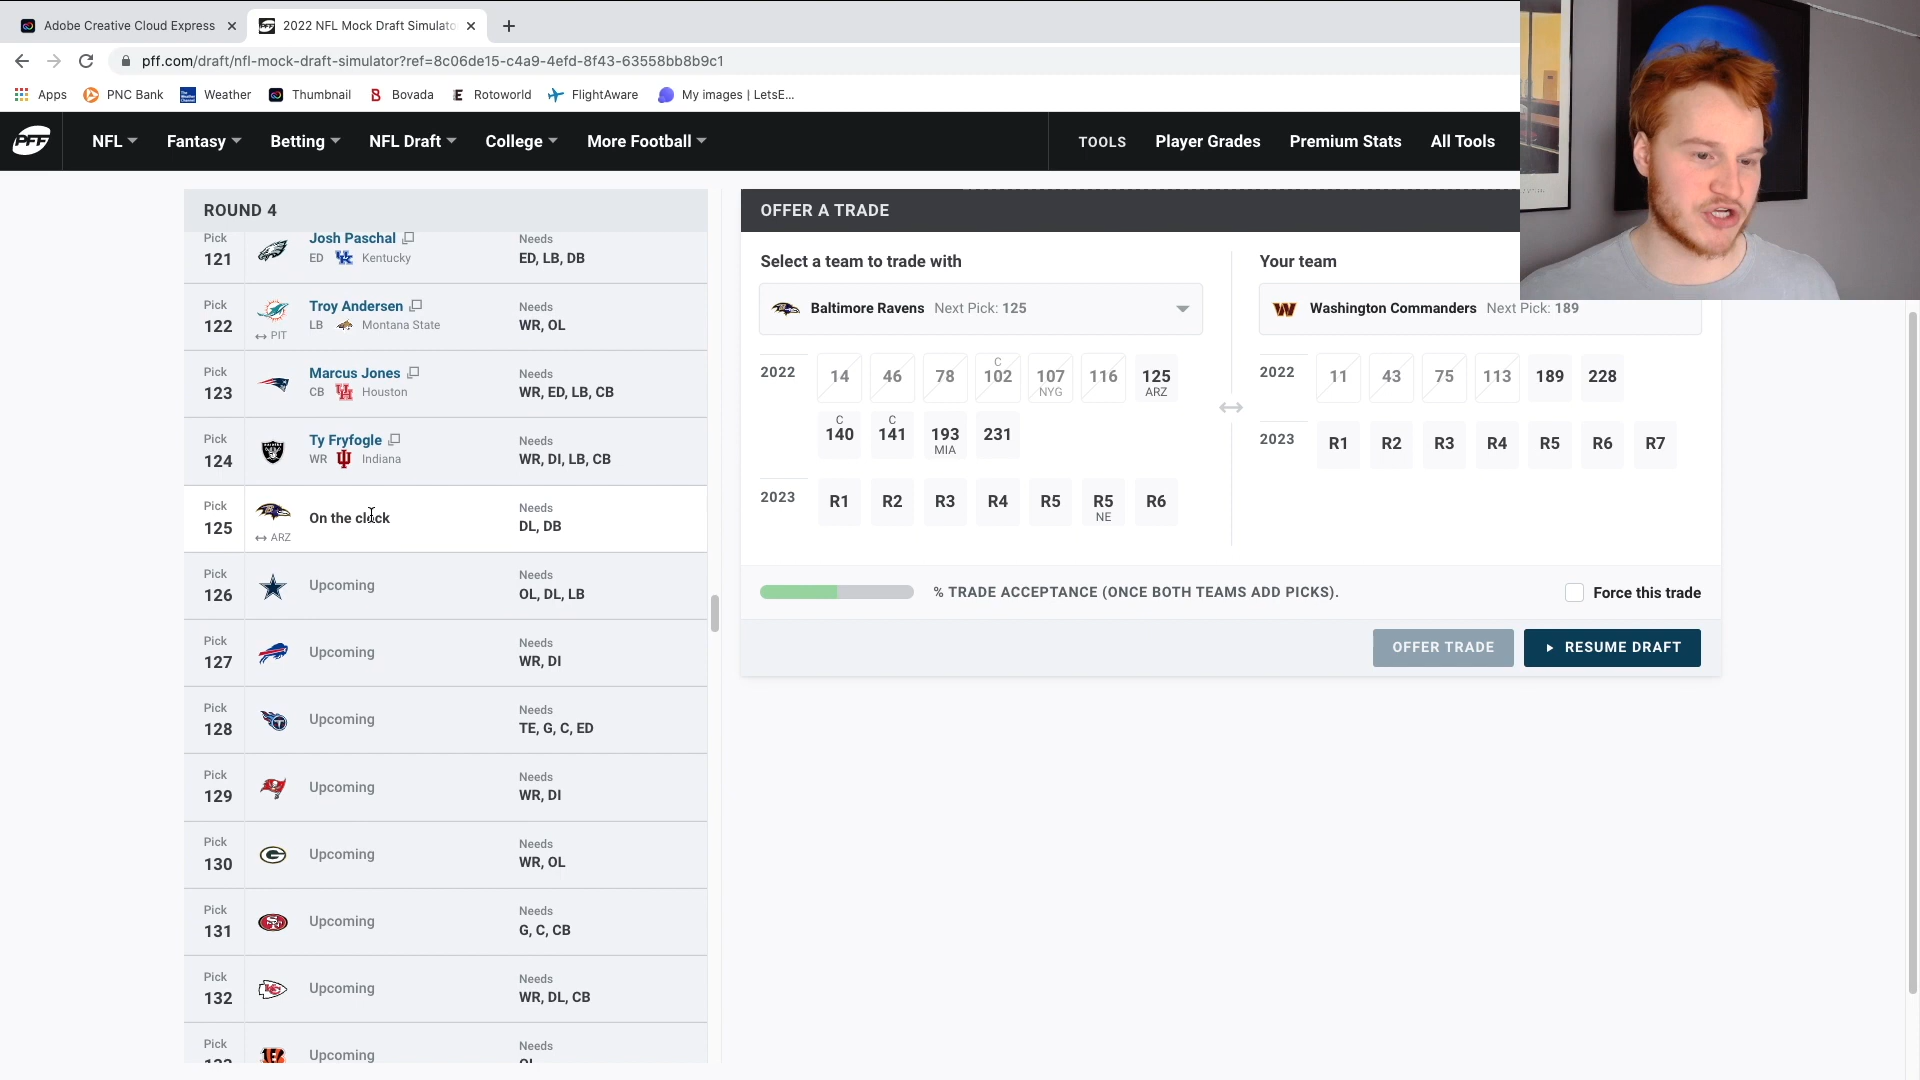 Adobe Creative Cloud Express
2022 NFL Mock Draft Simulato
pff.com/draft/nfl-mock-draft-simulator?ref=8c06de15-c4a9-4efd-8f43-63558bb8b9c1
Apps PNC Bank Weather Thumbnail Bovada Rotoworld FlightAware My images | LetsE...
PFF NFL Fantasy Betting NFL Draft College More Football TOOLS Player Grades Premium Stats All Tools
ROUND 4
Pick 121 Josh Paschal Needs
ED Kentucky ED, LB, DB
Pick 122 Troy Andersen Needs
LB Montana State WR, OL
PIT
Pick 123 Marcus Jones Needs
CB Houston WR, ED, LB, CB
Pick 124 Ty Fryfogle Needs
WR Indiana WR, DI, LB, CB
Pick 125 On the clock Needs
DL, DB
ARZ
Pick 126 Upcoming Needs
OL, DL, LB
Pick 127 Upcoming Needs
WR, DI
Pick 128 Upcoming Needs
TE, G, C, ED
Pick 129 Upcoming Needs
WR, DI
Pick 130 Upcoming Needs
WR, OL
Pick 131 Upcoming Needs
G, C, CB
Pick 132 Upcoming Needs
WR, DL, CB
Pick Upcoming Needs
OFFER A TRADE
Select a team to trade with
Baltimore Ravens Next Pick: 125
2022 14 46 78 C 102 107 NYG 116 125 ARZ
C 140 C 141 193 MIA 231
2023 R1 R2 R3 R4 R5 R5 NE R6
Your team
Washington Commanders Next Pick: 189
2022 11 43 75 113 189 228
2023 R1 R2 R3 R4 R5 R6 R7
% TRADE ACCEPTANCE (ONCE BOTH TEAMS ADD PICKS).
Force this trade
OFFER TRADE
RESUME DRAFT